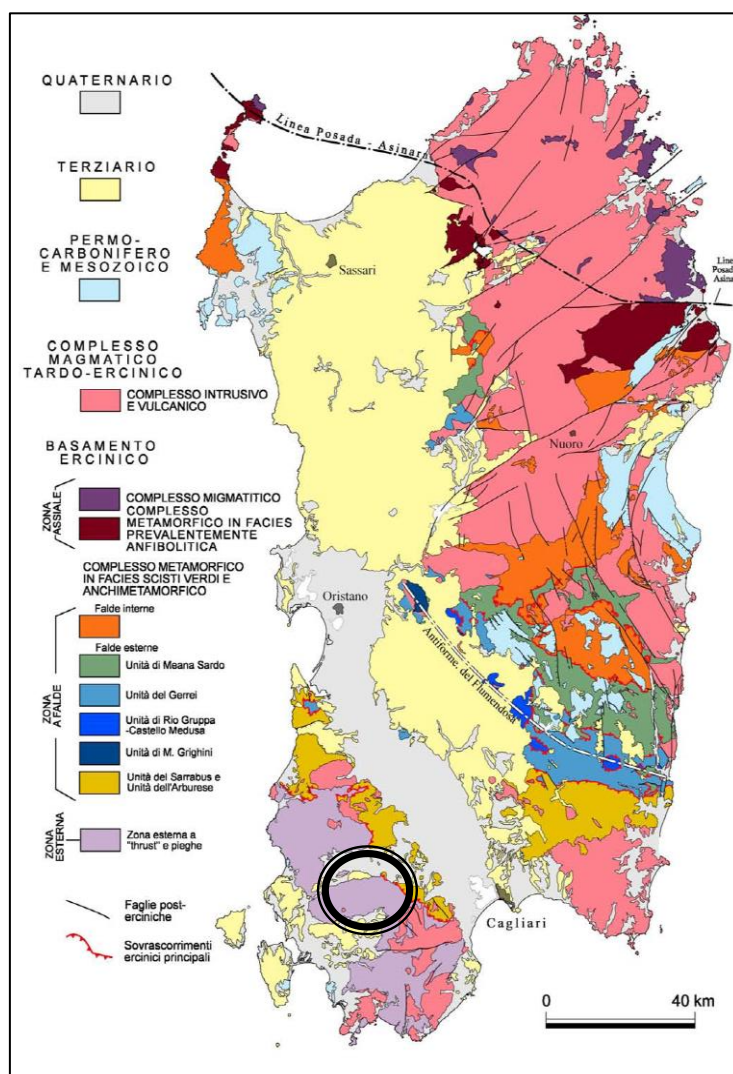 QUATERNARIO
TERZIARIO
PERMO-
CARBONIFERO
E MESOZOICO
COMPLESSO
MAGMATICO
TARDO-ERCINICO
COMPLESSO INTRUSIVO
E VULCANICO
BASAMENTO
ERCINICO
ZONA
ASSIALE
COMPLESSO MIGMATITICO
COMPLESSO
METAMORFICO IN FACIES
PREVALENTEMENTE
ANFIBOLITICA
COMPLESSO METAMORFICO
IN FACIES SCISTI VERDI E
ANCHIMETAMORFICO
ZONA
A FALDE
Falde interne
Falde esterne
Unità di Meana Sardo
Unità del Gerrei
Unità di Rio Gruppa
-Castello Medusa
Unità di M. Grighini
Unità del Sarrabus e
Unità dell'Arburese
ZONA
ESTERNA
Zona esterna a
"thrust" e pieghe
Faglie post-
erciniche
Sovrascorrimenti
ercinici principali
Linea Posada - Asinara
Sassari
Linea
Posada
Asinara
Nuoro
Oristano
Antiforme del Flumendosa
Cagliari
0 40 km